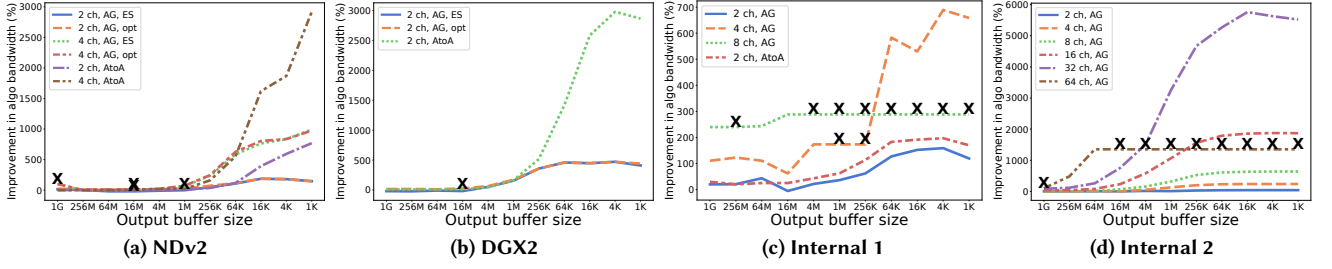 Improvement in algo bandwidth (%)
3000
2500
2000
1500
1000
500
0
2 ch, AG, ES
2 ch, AG, opt
4 ch, AG, ES
4 ch, AG, opt
2 ch, AtoA
4 ch, AtoA
X X X X
1G 256M 64M 16M 4M 1M 256K 64K 16K 4K 1K
Output buffer size
(a) NDv2
Improvement in algo bandwidth (%)
3000
2500
2000
1500
1000
500
0
2 ch, AG, ES
2 ch, AG, opt
2 ch, AtoA
X
1G 256M 64M 16M 4M 1M 256K 64K 16K 4K 1K
Output buffer size
(b) DGX2
Improvement in algo bandwidth (%)
700
600
500
400
300
200
100
0
2 ch, AG
4 ch, AG
8 ch, AG
2 ch, AtoA
X X X X X X X X
X X
1G 256M 64M 16M 4M 1M 256K 64K 16K 4K 1K
Output buffer size
(c) Internal 1
Improvement in algo bandwidth (%)
6000
5000
4000
3000
2000
1000
0
2 ch, AG
4 ch, AG
8 ch, AG
16 ch, AG
32 ch, AG
64 ch, AG
X X X X X X X X
X
1G 256M 64M 16M 4M 1M 256K 64K 16K 4K 1K
Output buffer size
(d) Internal 2